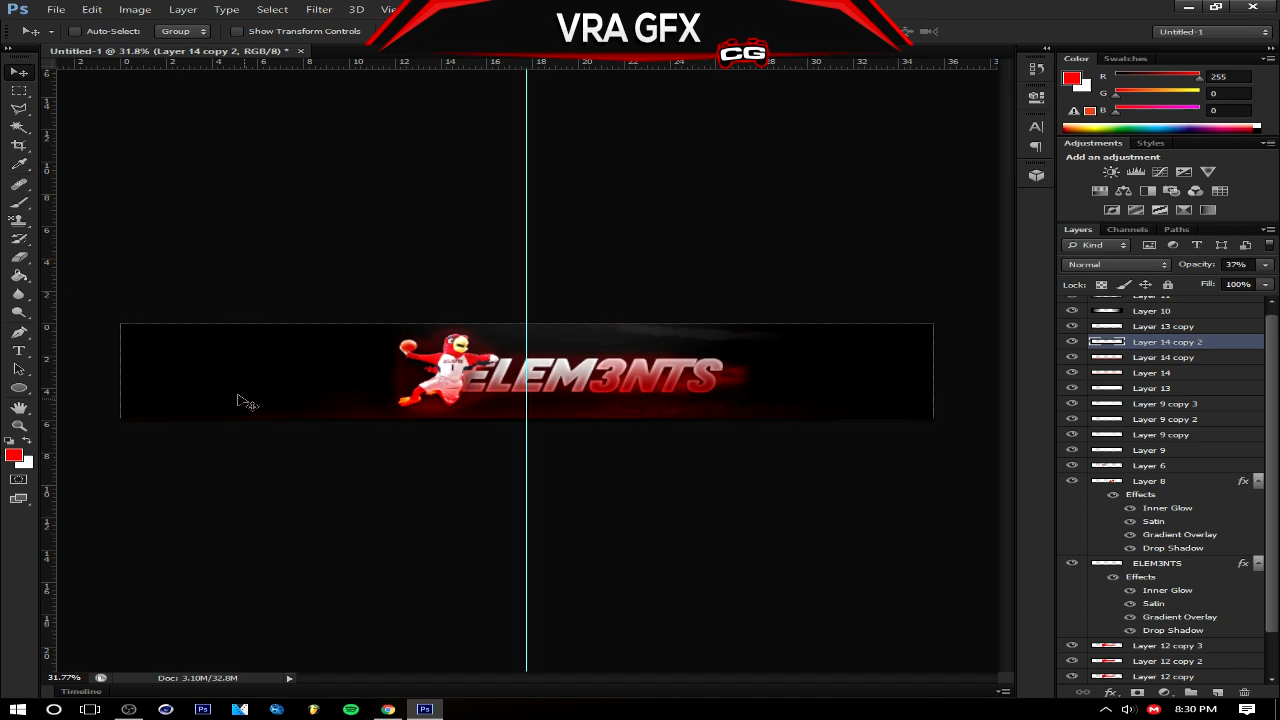 Ps File Edit Image Layer Type Select Filter 3D
VRA GFX
CG
Auto-Select: Group Show Transform Controls
Untitled-1
Untitled-1 @ 31.8% (Layer 14 copy 2, RGB/8) *
Color Swatches
R 255
G 0
B 0
Adjustments Styles
Add an adjustment
Layers Channels Paths
Kind
Normal Opacity: 37%
Lock: Fill: 100%
Layer 11
Layer 10
Layer 13 copy
Layer 14 copy 2
Layer 14 copy
Layer 14
Layer 13
Layer 9 copy 3
Layer 9 copy 2
Layer 9 copy
Layer 9
Layer 6
Layer 8 fx
Effects
Inner Glow
Satin
Gradient Overlay
Drop Shadow
ELEM3NTS fx
Effects
Inner Glow
Satin
Gradient Overlay
Drop Shadow
Layer 12 copy 3
Layer 12 copy 2
Layer 12 copy
ELEM3NTS
31.77% Doc: 3.10M/32.8M
Timeline
8:30 PM